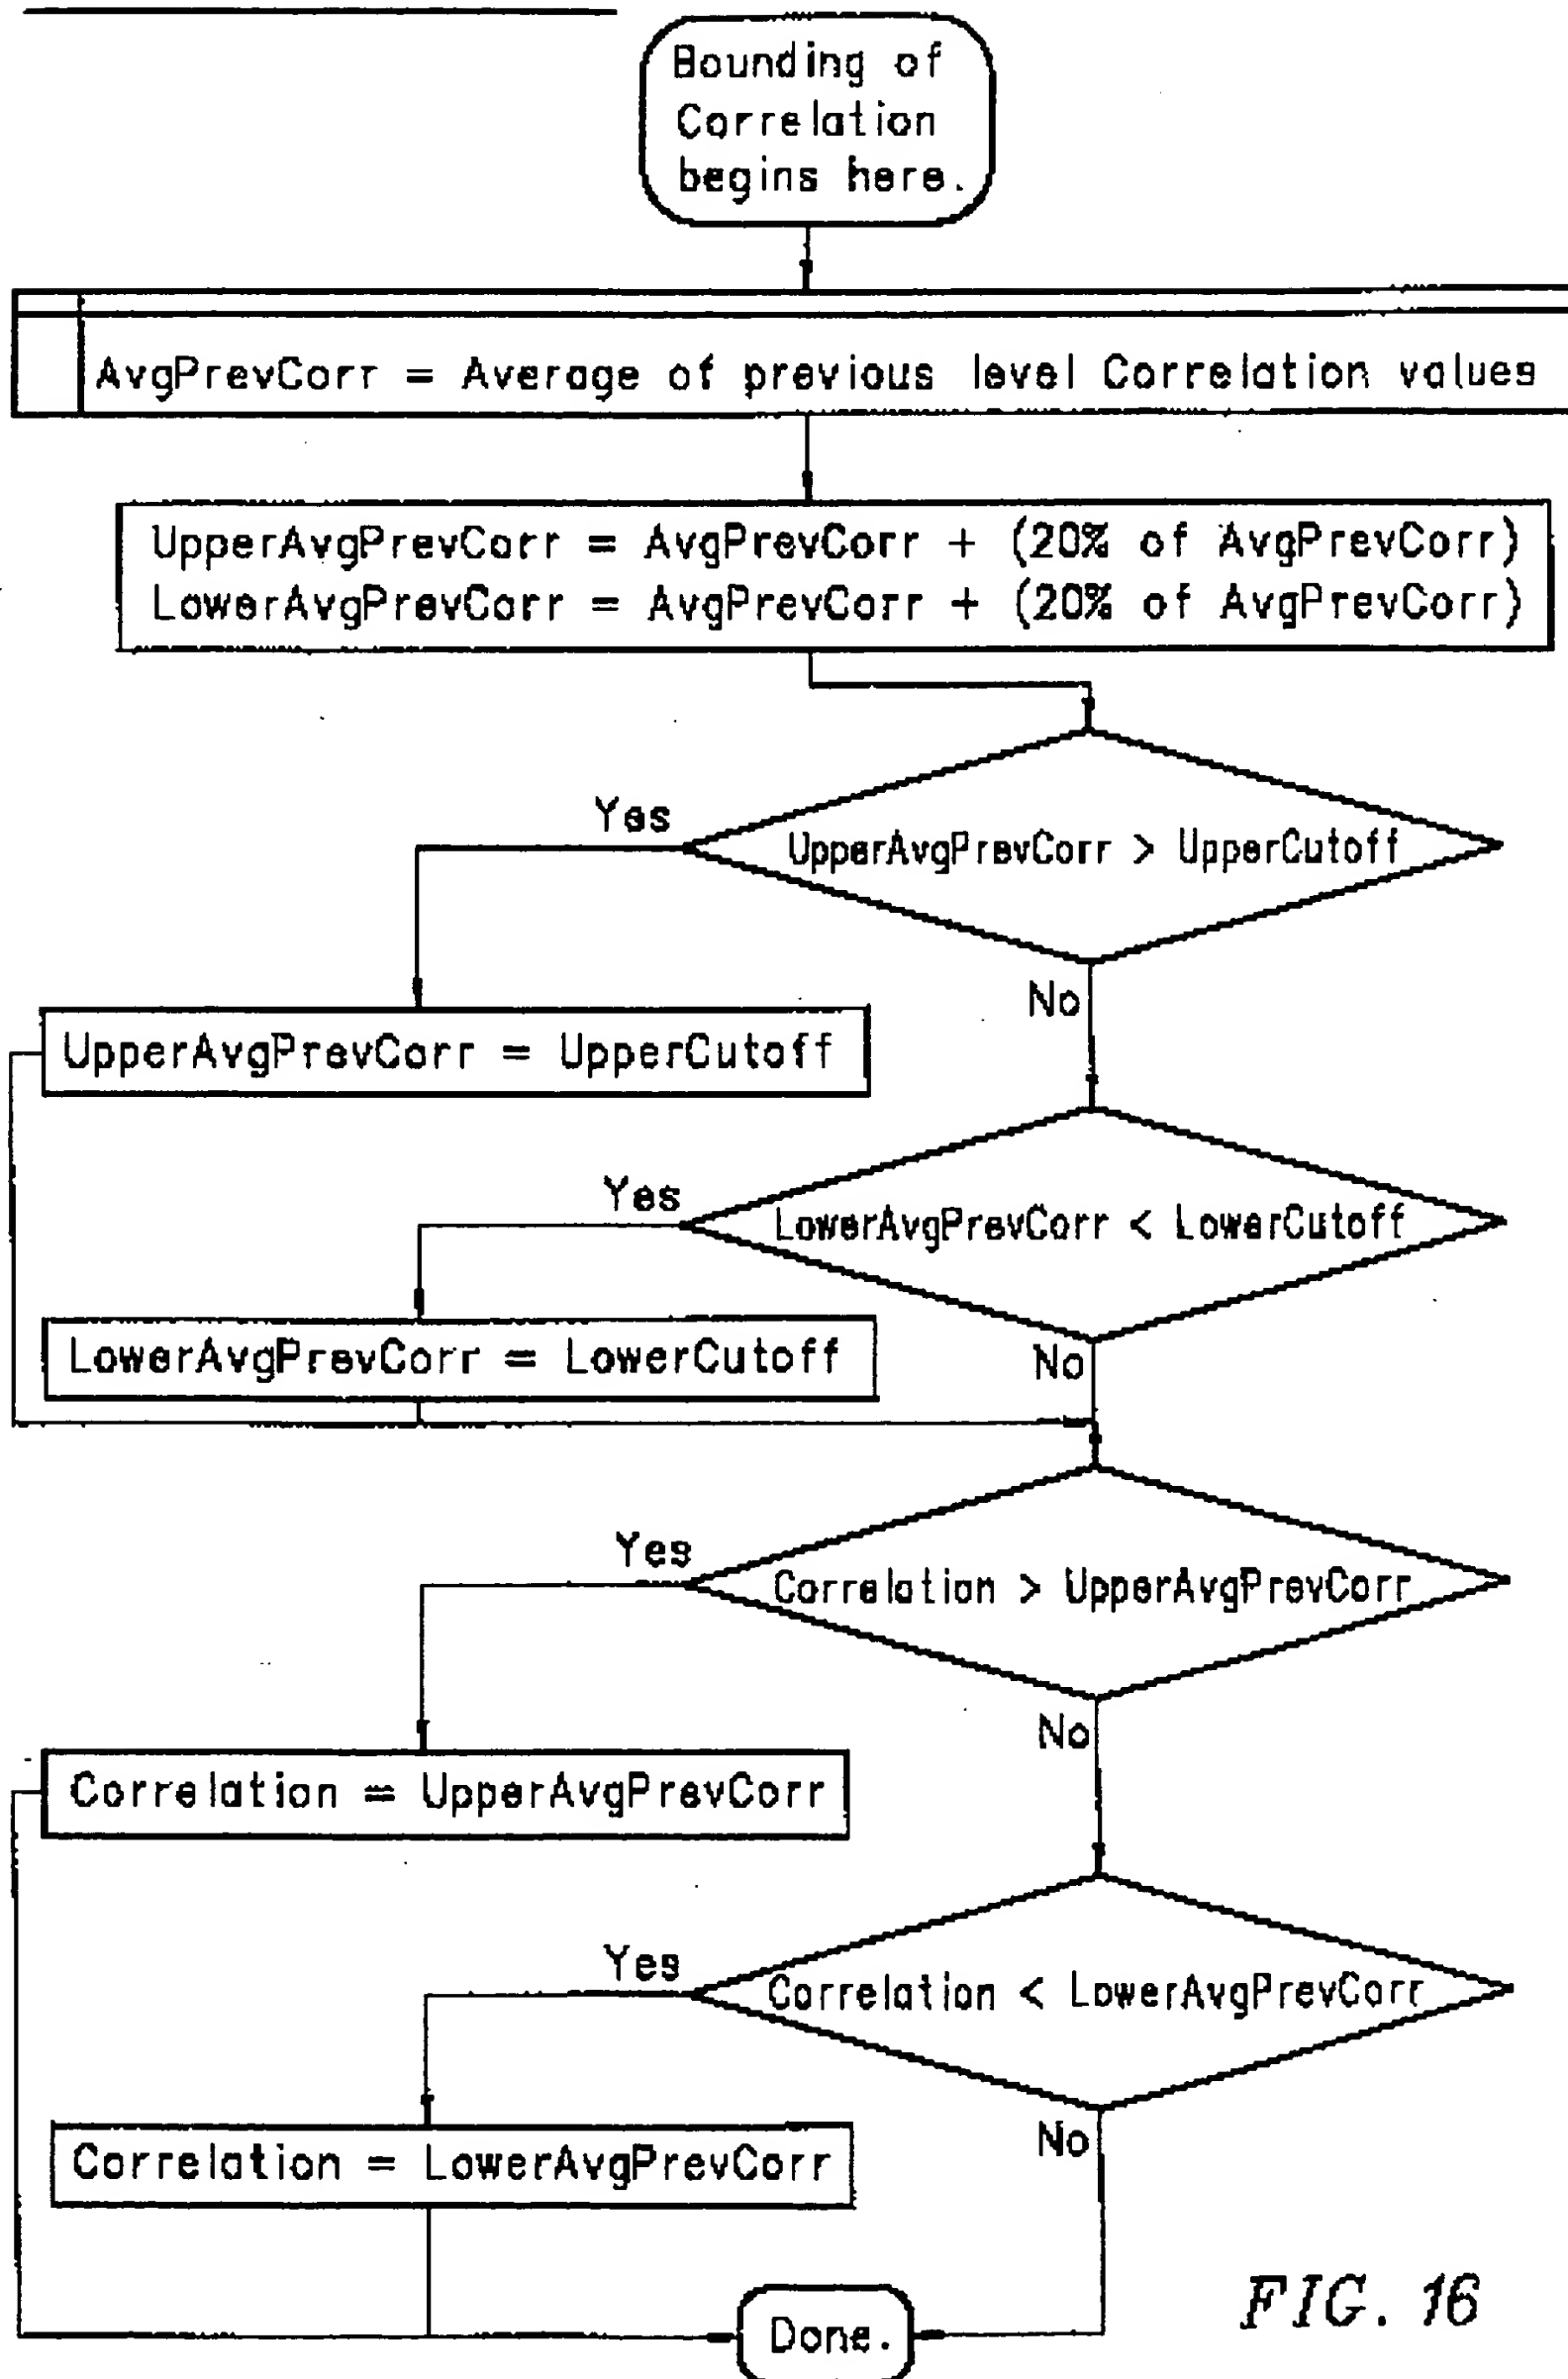 Bounding of
Correlation
begins here.
AvgPrevCorr = Average of previous level Correlation values
UpperAvgPrevCorr = AvgPrevCorr + (20% of AvgPrevCorr)
LowerAvgPrevCorr = AvgPrevCorr + (20% of AvgPrevCorr)
Yes
UpperAvgPrevCorr > UpperCutoff
No
UpperAvgPrevCorr = UpperCutoff
Yes
LowerAvgPrevCorr < LowerCutoff
LowerAvgPrevCorr = LowerCutoff
No
Yes
Correlation > UpperAvgPrevCorr
No
Correlation = UpperAvgPrevCorr
Yes
Correlation < LowerAvgPrevCorr
No
Correlation = LowerAvgPrevCorr
Done.
FIG. 16